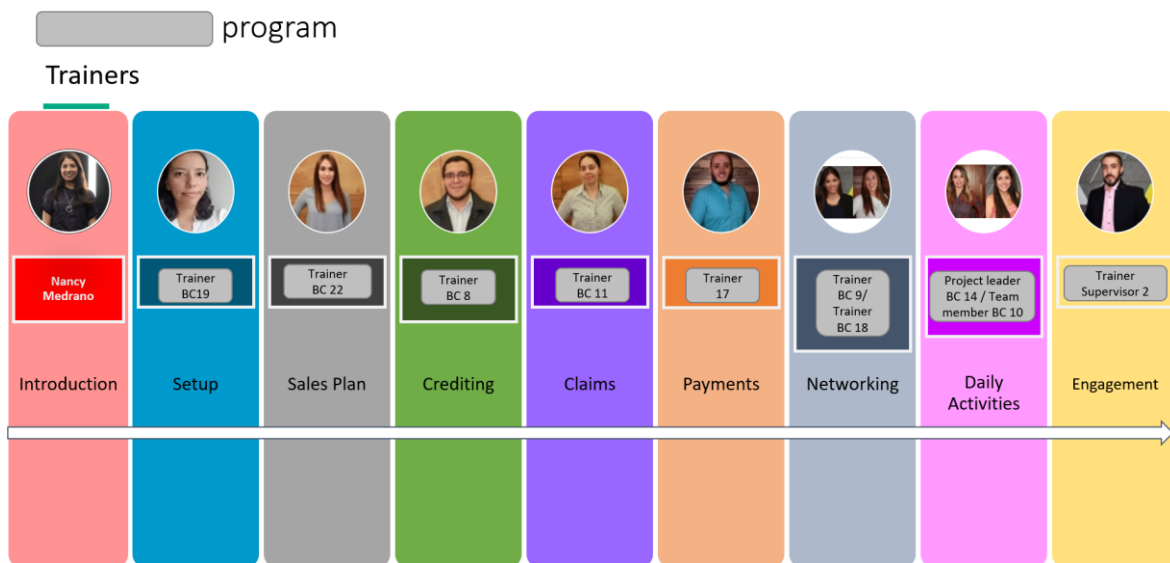 program
Trainers
Nancy
Medrano
Trainer
BC19
Trainer
BC 22
Trainer
BC 8
Trainer
BC 11
Trainer
17
Trainer
BC 9/
Trainer
BC 18
Project leader
BC 14 / Team
member BC 10
Trainer
Supervisor 2
Introduction
Setup
Sales Plan
Crediting
Claims
Payments
Networking
Daily
Activities
Engagement